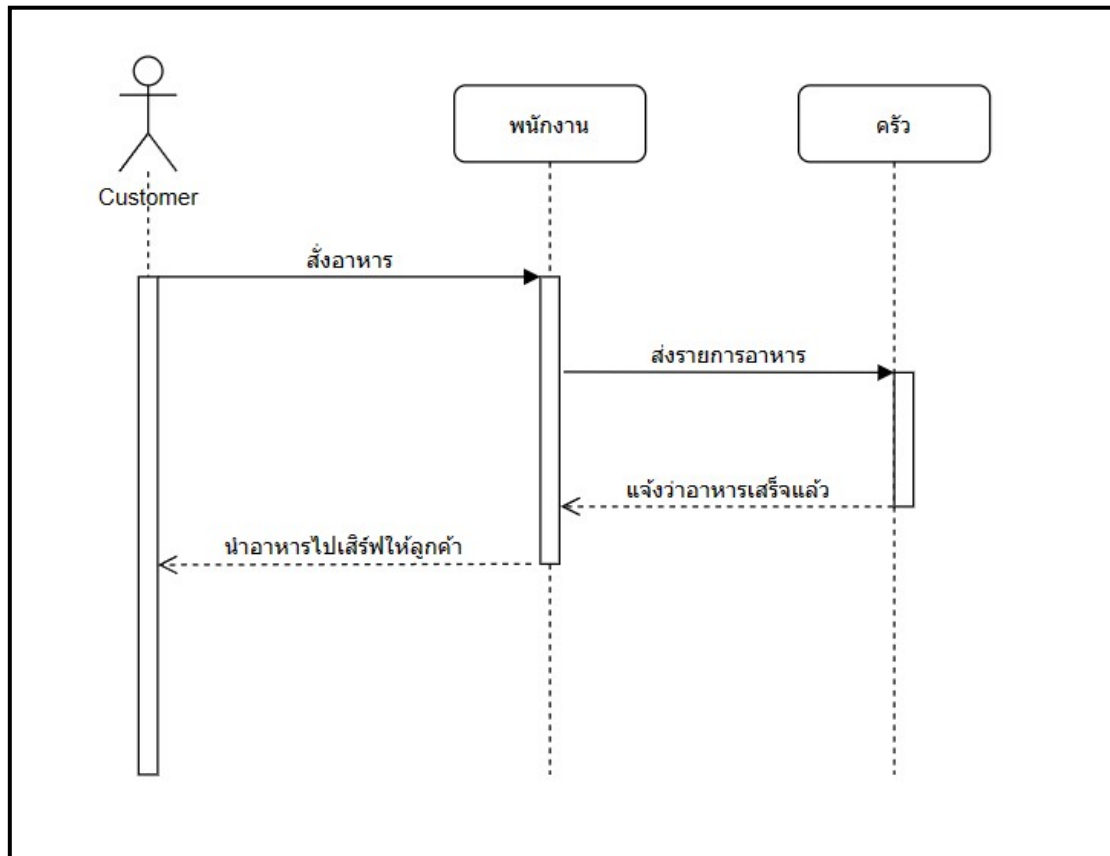 พนักงาน
ครัว
Customer
สั่งอาหาร
ส่งรายการอาหาร
แจ้งว่าอาหารเสร็จแล้ว
นำอาหารไปเสิร์ฟให้ลูกค้า